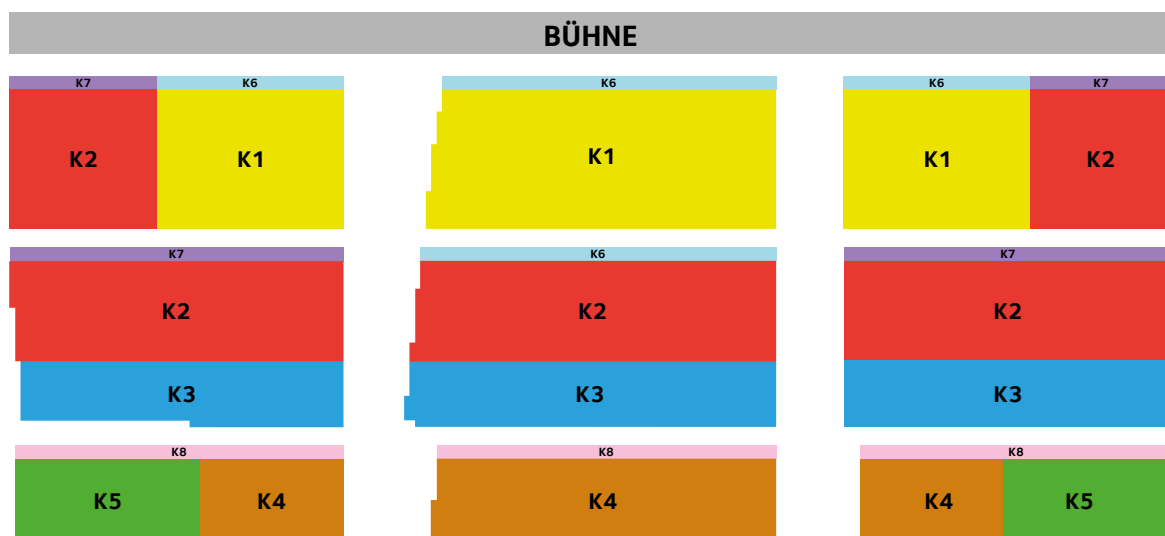 BÜHNE
K7 K6 K6 K6 K7
K2 K1 K1 K1 K2
K7 K6 K7
K2 K2 K2
K3 K3 K3
K8 K8 K8
K5 K4 K4 K4 K5